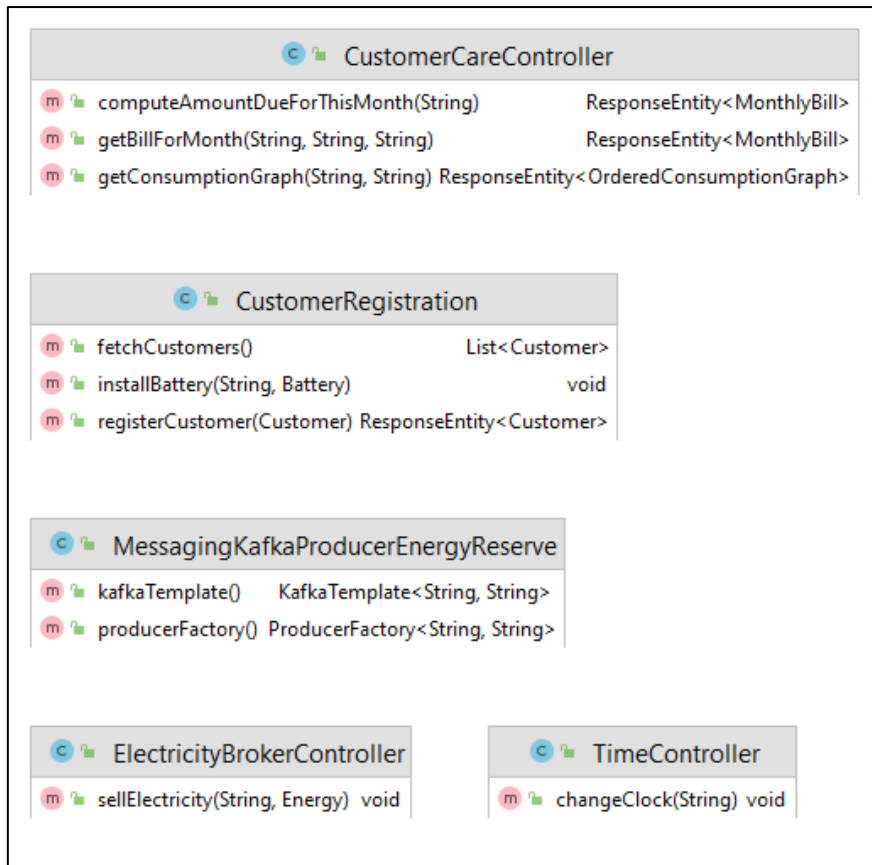 C CustomerCareController
m computeAmountDueForThisMonth(String) ResponseEntity<MonthlyBill>
m getBillForMonth(String, String, String) ResponseEntity<MonthlyBill>
m getConsumptionGraph(String, String) ResponseEntity<OrderedConsumptionGraph>
C CustomerRegistration
m fetchCustomers() List<Customer>
m installBattery(String, Battery) void
m registerCustomer(Customer) ResponseEntity<Customer>
C MessagingKafkaProducerEnergyReserve
m kafkaTemplate() KafkaTemplate<String, String>
m producerFactory() ProducerFactory<String, String>
C ElectricityBrokerController
m sellElectricity(String, Energy) void
C TimeController
m changeClock(String) void